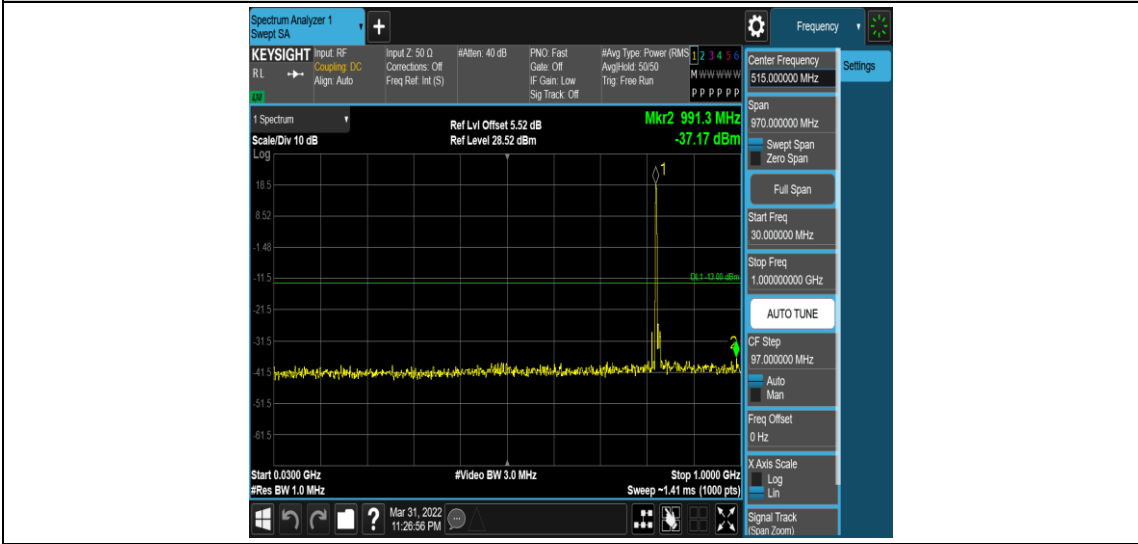 Spectrum Analyzer 1
Swept SA
Frequency
KEYSIGHT
RL
Input: RF
Coupling: DC
Align: Auto
Input Z: 50 Ω
Corrections: Off
Freq Ref: Int (S)
#Atten: 40 dB
PNO: Fast
Gate: Off
IF Gain: Low
Sig Track: Off
#Avg Type: Power (RMS
Avg|Hold: 50/50
Trig: Free Run
1 2 3 4 5 6
M W W W W W
P P P P P P
1 Spectrum
Scale/Div 10 dB
Log
Ref Lvl Offset 5.52 dB
Ref Level 28.52 dBm
Mkr2 991.3 MHz
-37.17 dBm
18.5
8.52
-1.48
-11.5
-21.5
-31.5
-41.5
-51.5
-61.5
1
DL1 -13.00 dBm
2
Start 0.0300 GHz
#Res BW 1.0 MHz
#Video BW 3.0 MHz
Stop 1.0000 GHz
Sweep ~1.41 ms (1000 pts)
Mar 31, 2022
11:26:56 PM
Center Frequency
515.000000 MHz
Settings
Span
970.000000 MHz
Swept Span
Zero Span
Full Span
Start Freq
30.000000 MHz
Stop Freq
1.000000000 GHz
AUTO TUNE
CF Step
97.000000 MHz
Auto
Man
Freq Offset
0 Hz
X Axis Scale
Log
Lin
Signal Track
(Span Zoom)